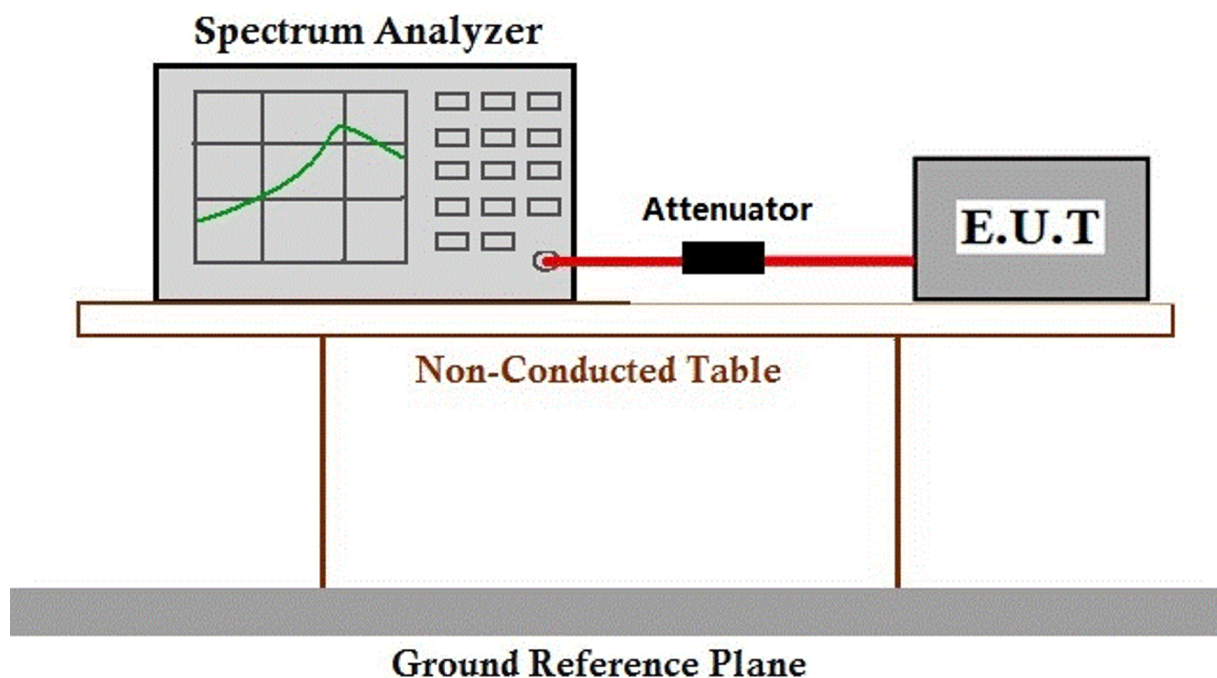 Spectrum Analyzer
Attenuator
E.U.T
Non-Conducted Table
Ground Reference Plane